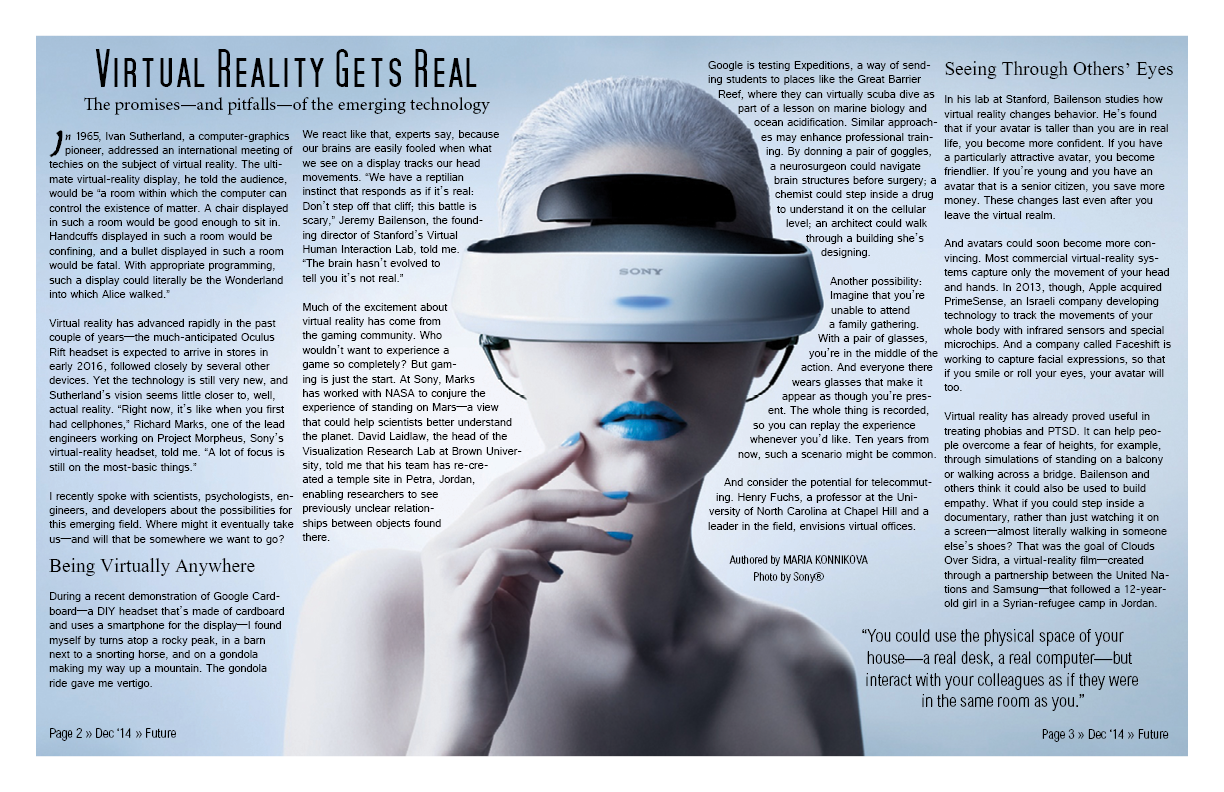 VIRTUAL REALITY GETS REAL
The promises—and pitfalls—of the emerging technology
In 1965, Ivan Sutherland, a computer-graphics
pioneer, addressed an international meeting of
techies on the subject of virtual reality. The ulti-
mate virtual-reality display, he told the audience,
would be “a room within which the computer can
control the existence of matter. A chair displayed
in such a room would be good enough to sit in.
Handcuffs displayed in such a room would be
confining, and a bullet displayed in such a room
would be fatal. With appropriate programming,
such a display could literally be the Wonderland
into which Alice walked.”
Virtual reality has advanced rapidly in the past
couple of years—the much-anticipated Oculus
Rift headset is expected to arrive in stores in
early 2016, followed closely by several other
devices. Yet the technology is still very new, and
Sutherland’s vision seems little closer to, well,
actual reality. “Right now, it’s like when you first
had cellphones,” Richard Marks, one of the lead
engineers working on Project Morpheus, Sony’s
virtual-reality headset, told me. “A lot of focus is
still on the most-basic things.”
I recently spoke with scientists, psychologists, en-
gineers, and developers about the possibilities for
this emerging field. Where might it eventually take
us—and will that be somewhere we want to go?
Being Virtually Anywhere
During a recent demonstration of Google Card-
board—a DIY headset that’s made of cardboard
and uses a smartphone for the display—I found
myself by turns atop a rocky peak, in a barn
next to a snorting horse, and on a gondola
making my way up a mountain. The gondola
ride gave me vertigo.
We react like that, experts say, because
our brains are easily fooled when what
we see on a display tracks our head
movements. “We have a reptilian
instinct that responds as if it’s real:
Don’t step off that cliff; this battle is
scary,” Jeremy Bailenson, the found-
ing director of Stanford’s Virtual
Human Interaction Lab, told me.
“The brain hasn’t evolved to
tell you it’s not real.”
Much of the excitement about
virtual reality has come from
the gaming community. Who
wouldn’t want to experience a
game so completely? But gam-
ing is just the start. At Sony, Marks
has worked with NASA to conjure the
experience of standing on Mars—a view
that could help scientists better understand
the planet. David Laidlaw, the head of the
Visualization Research Lab at Brown Univer-
sity, told me that his team has re-cre-
ated a temple site in Petra, Jordan,
enabling researchers to see
previously unclear relation-
ships between objects found
there.
SONY
Google is testing Expeditions, a way of send-
ing students to places like the Great Barrier
Reef, where they can virtually scuba dive as
part of a lesson on marine biology and
ocean acidification. Similar approach-
es may enhance professional train-
ing. By donning a pair of goggles,
a neurosurgeon could navigate
brain structures before surgery; a
chemist could step inside a drug
to understand it on the cellular
level; an architect could walk
through a building she’s
designing.
Another possibility:
Imagine that you’re
unable to attend
a family gathering.
With a pair of glasses,
you’re in the middle of the
action. And everyone there
wears glasses that make it
appear as though you’re pres-
ent. The whole thing is recorded,
so you can replay the experience
whenever you’d like. Ten years from
now, such a scenario might be common.
And consider the potential for telecommut-
ing. Henry Fuchs, a professor at the Uni-
versity of North Carolina at Chapel Hill and a
leader in the field, envisions virtual offices.
Authored by MARIA KONNIKOVA
Photo by Sony®
Seeing Through Others’ Eyes
In his lab at Stanford, Bailenson studies how
virtual reality changes behavior. He’s found
that if your avatar is taller than you are in real
life, you become more confident. If you have
a particularly attractive avatar, you become
friendlier. If you’re young and you have an
avatar that is a senior citizen, you save more
money. These changes last even after you
leave the virtual realm.
And avatars could soon become more con-
vincing. Most commercial virtual-reality sys-
tems capture only the movement of your head
and hands. In 2013, though, Apple acquired
PrimeSense, an Israeli company developing
technology to track the movements of your
whole body with infrared sensors and special
microchips. And a company called Faceshift is
working to capture facial expressions, so that
if you smile or roll your eyes, your avatar will
too.
Virtual reality has already proved useful in
treating phobias and PTSD. It can help peo-
ple overcome a fear of heights, for example,
through simulations of standing on a balcony
or walking across a bridge. Bailenson and
others think it could also be used to build
empathy. What if you could step inside a
documentary, rather than just watching it on
a screen—almost literally walking in someone
else’s shoes? That was the goal of Clouds
Over Sidra, a virtual-reality film—created
through a partnership between the United Na-
tions and Samsung—that followed a 12-year-
old girl in a Syrian-refugee camp in Jordan.
“You could use the physical space of your
house—a real desk, a real computer—but
interact with your colleagues as if they were
in the same room as you.”
Page 2 » Dec ‘14 » Future
Page 3 » Dec ‘14 » Future